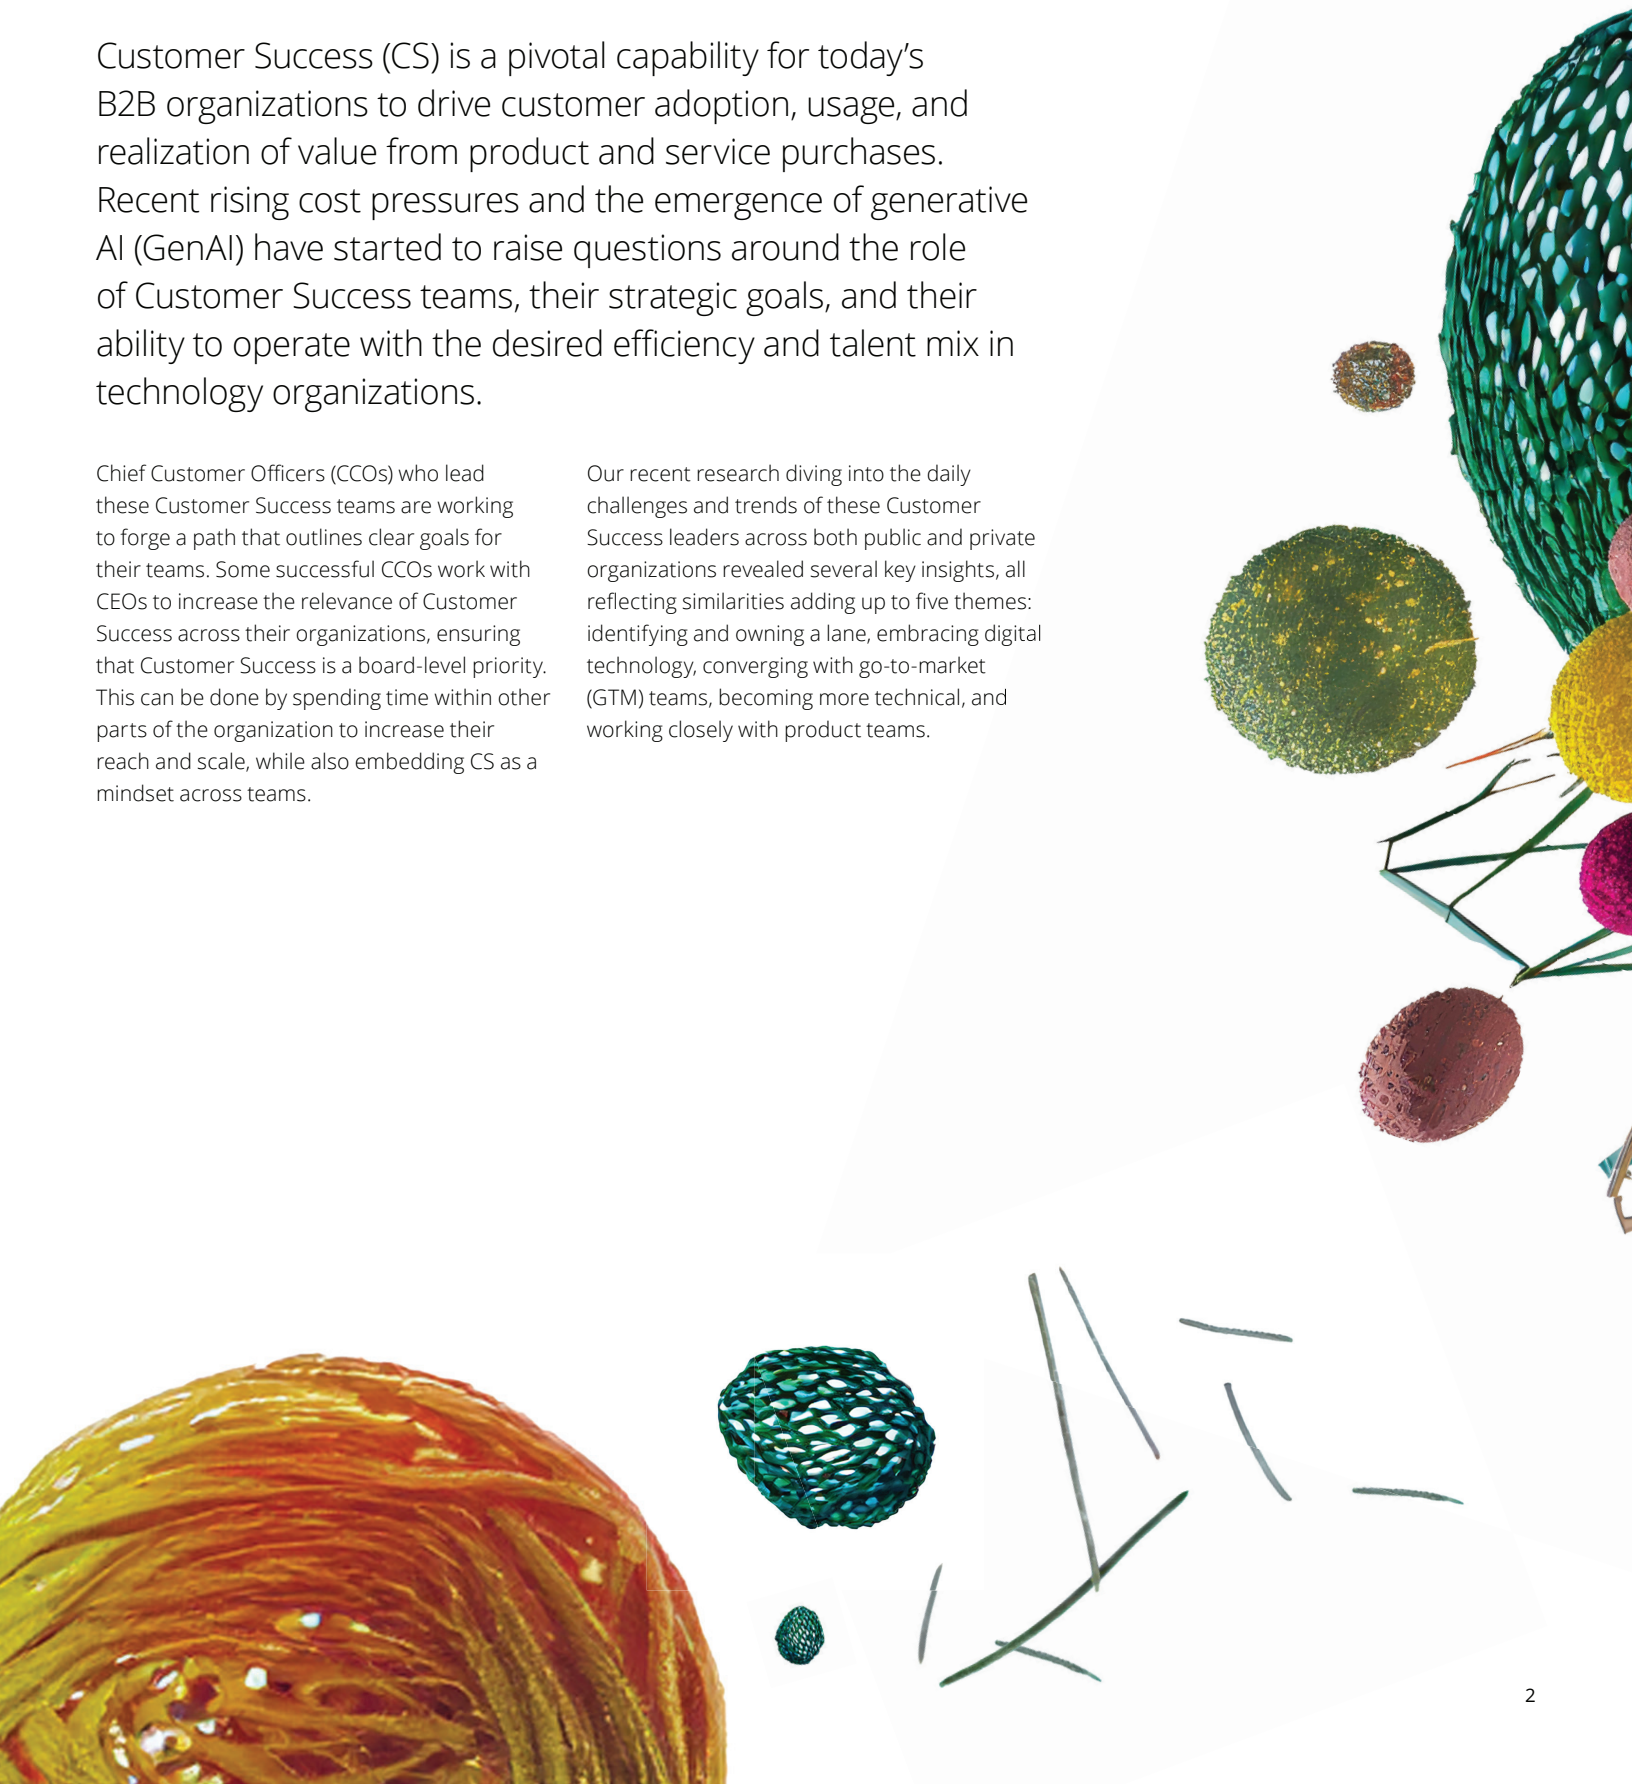 Customer Success (CS) is a pivotal capability for today’s
B2B organizations to drive customer adoption, usage, and
realization of value from product and service purchases.
Recent rising cost pressures and the emergence of generative
AI (GenAI) have started to raise questions around the role
of Customer Success teams, their strategic goals, and their
ability to operate with the desired efficiency and talent mix in
technology organizations.
Chief Customer Officers (CCOs) who lead
these Customer Success teams are working
to forge a path that outlines clear goals for
their teams. Some successful CCOs work with
CEOs to increase the relevance of Customer
Success across their organizations, ensuring
that Customer Success is a board-level priority.
This can be done by spending time within other
parts of the organization to increase their
reach and scale, while also embedding CS as a
mindset across teams.
Our recent research diving into the daily
challenges and trends of these Customer
Success leaders across both public and private
organizations revealed several key insights, all
reflecting similarities adding up to five themes:
identifying and owning a lane, embracing digital
technology, converging with go-to-market
(GTM) teams, becoming more technical, and
working closely with product teams.
2